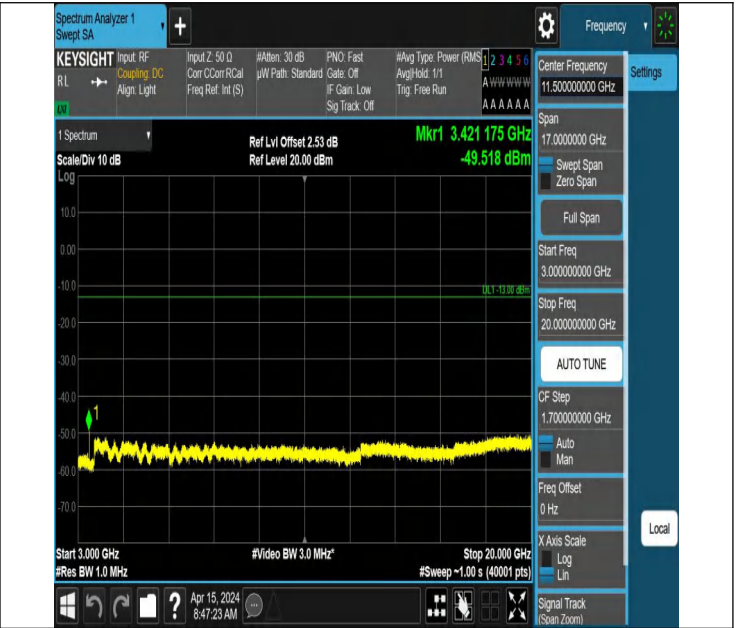 Spectrum Analyzer 1
Swept SA
+
Frequency
KEYSIGHT
RL
Input: RF
Coupling: DC
Align: Light
Input Z: 50 Ω
Corr CCorr RCal
Freq Ref: Int (S)
#Atten: 30 dB
µW Path: Standard
PNO: Fast
Gate: Off
IF Gain: Low
Sig Track: Off
#Avg Type: Power (RMS
Avg|Hold: 1/1
Trig: Free Run
1 2 3 4 5 6
A W W W W W
A A A A A A
1 Spectrum
Scale/Div 10 dB
Log
Ref Lvl Offset 2.53 dB
Ref Level 20.00 dBm
Mkr1 3.421 175 GHz
-49.518 dBm
10.0
0.00
-10.0
DL1 -13.00 dBm
-20.0
-30.0
-40.0
1
-50.0
-60.0
-70.0
Start 3.000 GHz
#Res BW 1.0 MHz
#Video BW 3.0 MHz*
Stop 20.000 GHz
#Sweep ~1.00 s (40001 pts)
Apr 15, 2024
8:47:23 AM
?
Center Frequency
11.500000000 GHz
Settings
Span
17.0000000 GHz
Swept Span
Zero Span
Full Span
Start Freq
3.000000000 GHz
Stop Freq
20.000000000 GHz
AUTO TUNE
CF Step
1.700000000 GHz
Auto
Man
Freq Offset
0 Hz
X Axis Scale
Log
Lin
Local
Signal Track
(Span Zoom)